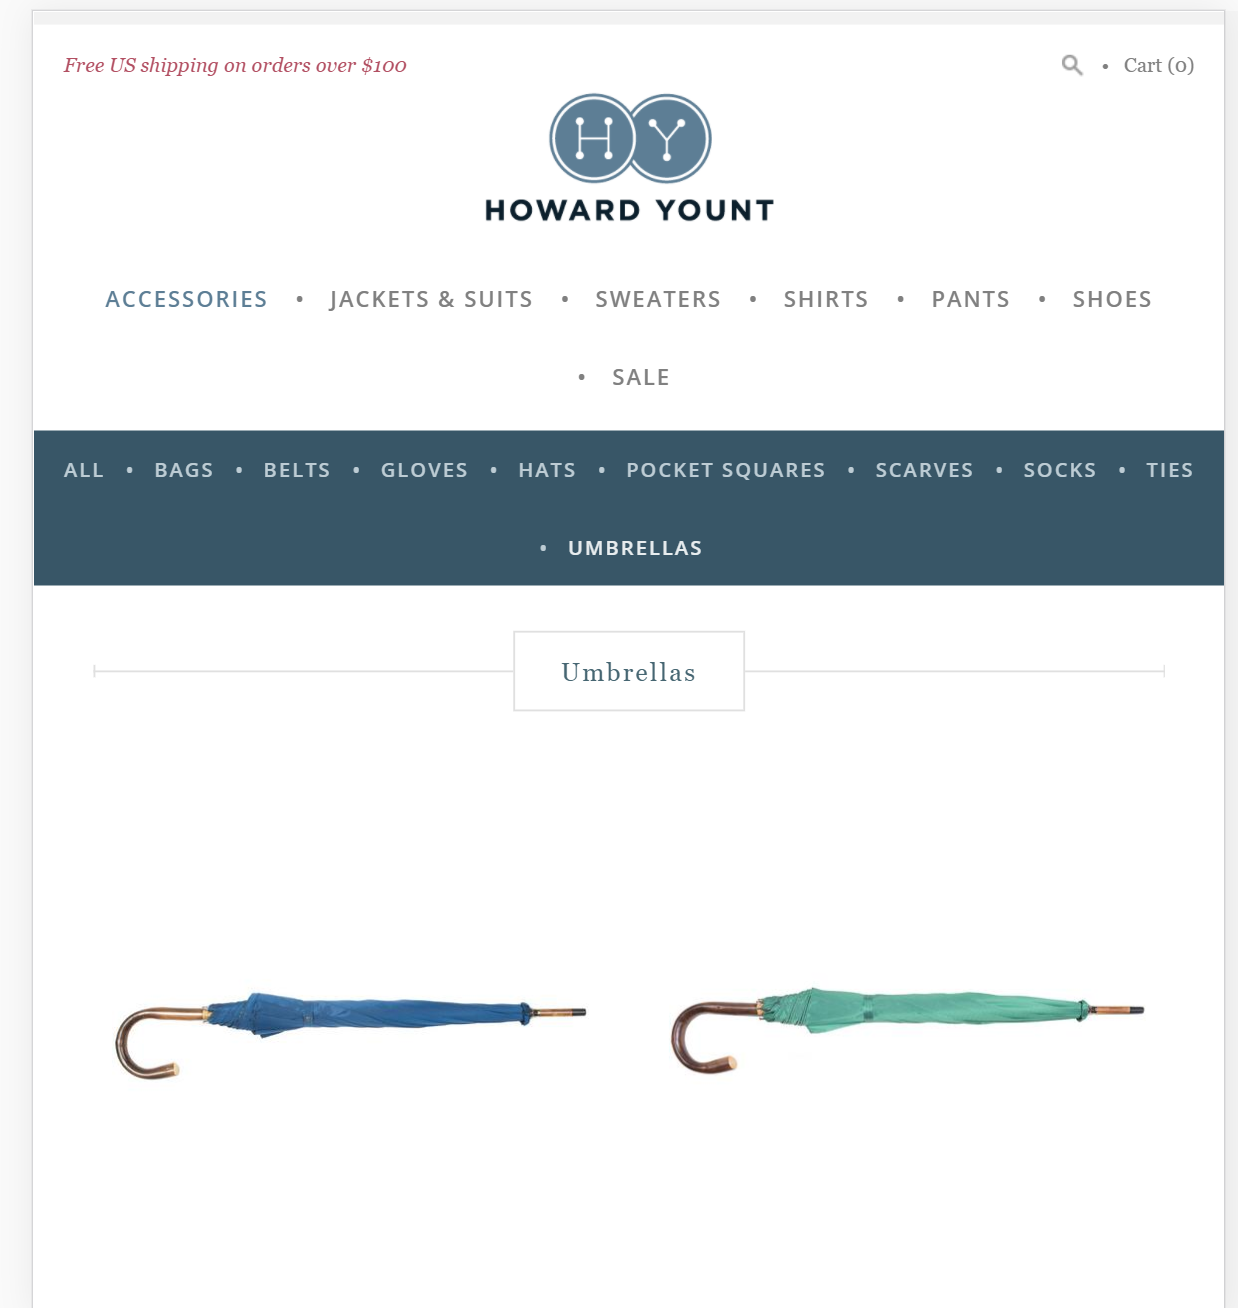 Free US shipping on orders over $100
• Cart (0)
H Y
HOWARD YOUNT
ACCESSORIES • JACKETS & SUITS • SWEATERS • SHIRTS • PANTS • SHOES
• SALE
ALL • BAGS • BELTS • GLOVES • HATS • POCKET SQUARES • SCARVES • SOCKS • TIES
• UMBRELLAS
Umbrellas